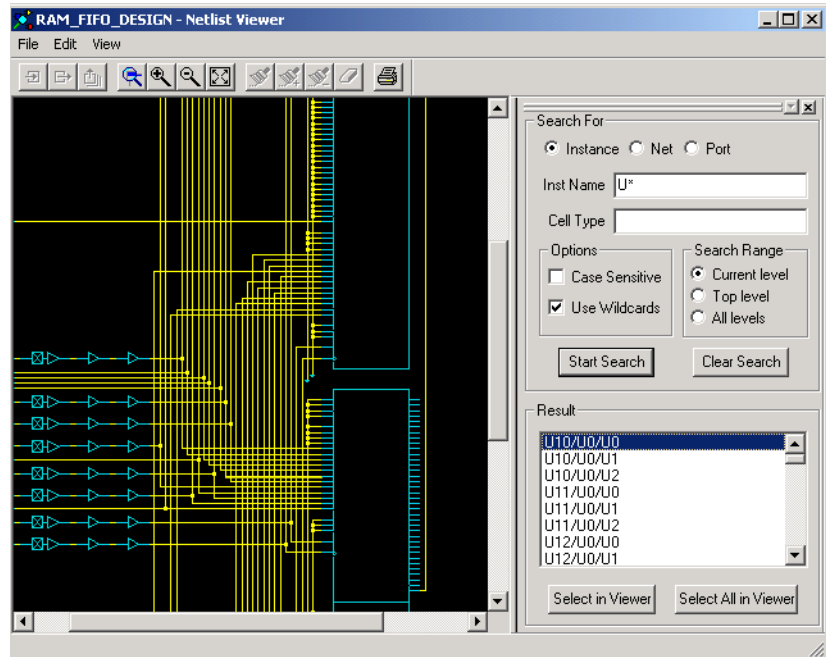 RAM_FIFO_DESIGN - Netlist Viewer
File Edit View
Search For
Instance Net Port
Inst Name U*
Cell Type
Options
Case Sensitive
Use Wildcards
Search Range
Current level
Top level
All levels
Start Search Clear Search
Result
U10/U0/U0
U10/U0/U1
U10/U0/U2
U11/U0/U0
U11/U0/U1
U11/U0/U2
U12/U0/U0
U12/U0/U1
Select in Viewer Select All in Viewer